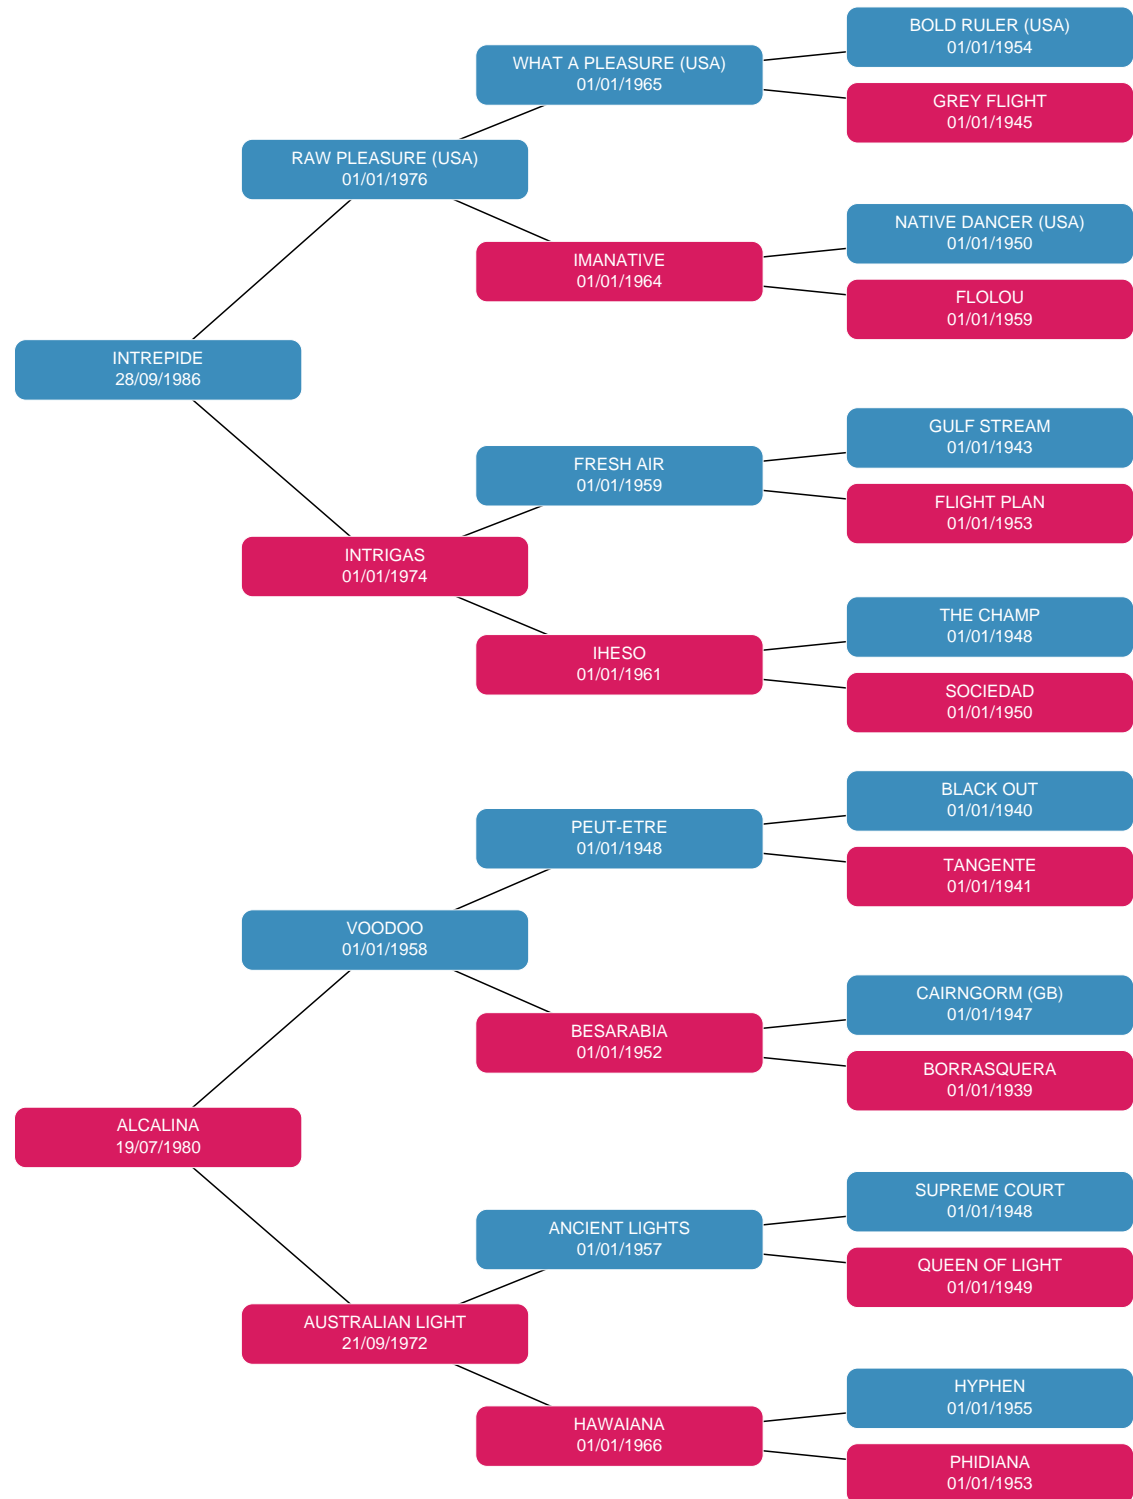 BOLD RULER (USA)
01/01/1954
WHAT A PLEASURE (USA)
01/01/1965
GREY FLIGHT
01/01/1945
RAW PLEASURE (USA)
01/01/1976
NATIVE DANCER (USA)
01/01/1950
IMANATIVE
01/01/1964
FLOLOU
01/01/1959
INTREPIDE
28/09/1986
GULF STREAM
01/01/1943
FRESH AIR
01/01/1959
FLIGHT PLAN
01/01/1953
INTRIGAS
01/01/1974
THE CHAMP
01/01/1948
IHESO
01/01/1961
SOCIEDAD
01/01/1950
BLACK OUT
01/01/1940
PEUT-ETRE
01/01/1948
TANGENTE
01/01/1941
VOODOO
01/01/1958
CAIRNGORM (GB)
01/01/1947
BESARABIA
01/01/1952
BORRASQUERA
01/01/1939
ALCALINA
19/07/1980
SUPREME COURT
01/01/1948
ANCIENT LIGHTS
01/01/1957
QUEEN OF LIGHT
01/01/1949
AUSTRALIAN LIGHT
21/09/1972
HYPHEN
01/01/1955
HAWAIANA
01/01/1966
PHIDIANA
01/01/1953